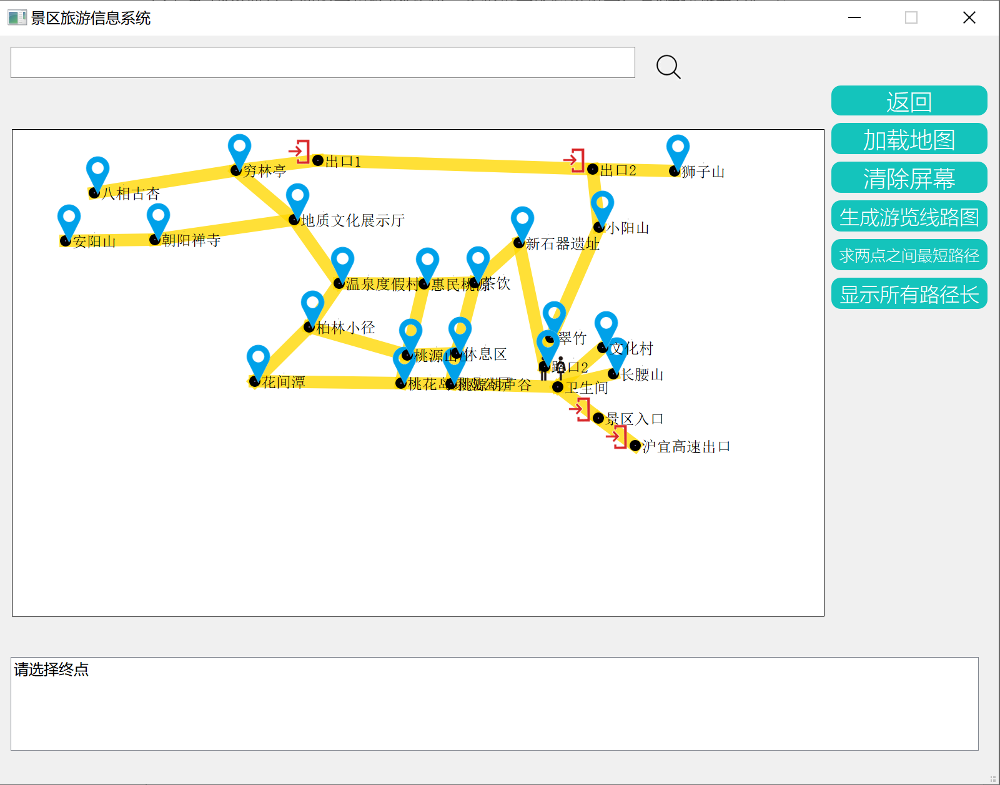 景区旅游信息系统
返回
加载地图
清除屏幕
生成游览线路图
求两点之间最短路径
显示所有路径长
出口1
出口2
穷林亭
狮子山
八相古杏
地质文化展示厅
小阳山
安阳山
朝阳禅寺
新石器遗址
温泉度假村
惠民桃源
茶饮
柏林小径
翠竹
文化村
桃源山庄
休息区
路口2
长腰山
花间潭
桃花岛
葫芦谷
卫生间
景区入口
沪宜高速出口
请选择终点